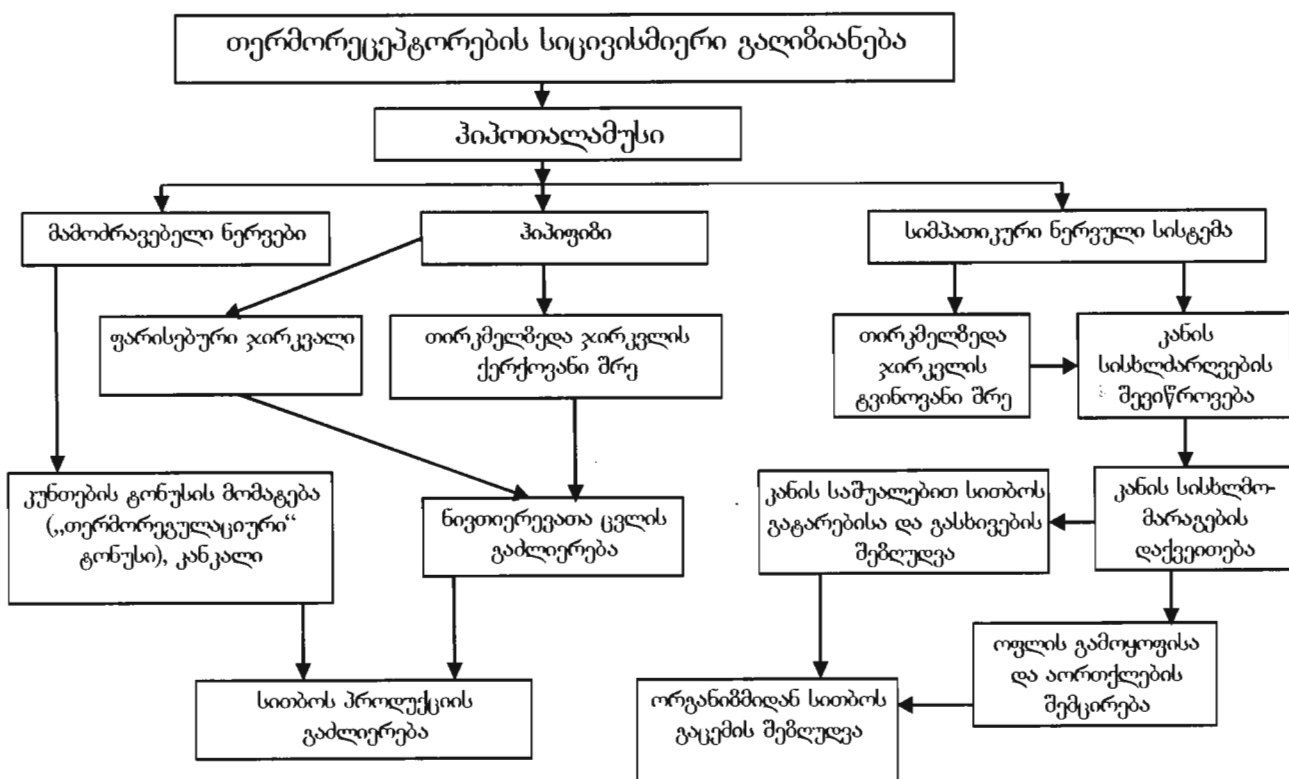 თერმორეცეპტორების სიცივისმიერი გაღიზიანება
ჰიპოთალამუსი
მამოძრავებელი ნერვები
ჰიპიფიზი
სიმპათიკური ნერვული სისტემა
ფარისებური ჯირკვალი
თირკმელზედა ჯირკვლის
ქერქოვანი შრე
თირკმელზედა
ჯირკვლის
ტვინოვანი შრე
კანის
სისხლძარღვების
შევიწროვება
კუნთების ტონუსის მომატება
(„თერმორეგულაციური“
ტონუსი), კანკალი
ნივთიერევათა ცვლის
გაძლიერება
კანის საშუალებით სითბოს
გატარებისა და გასხივების
შეზღუდვა
კანის სისხლმო-
მარაგების
დაქვეითება
ოფლის გამოყოფისა
და აორთქლების
შემცირება
სითბოს პროდუქციის
გაძლიერება
ორგანიზმიდან სითბოს
გაცემის შეზღუდვა